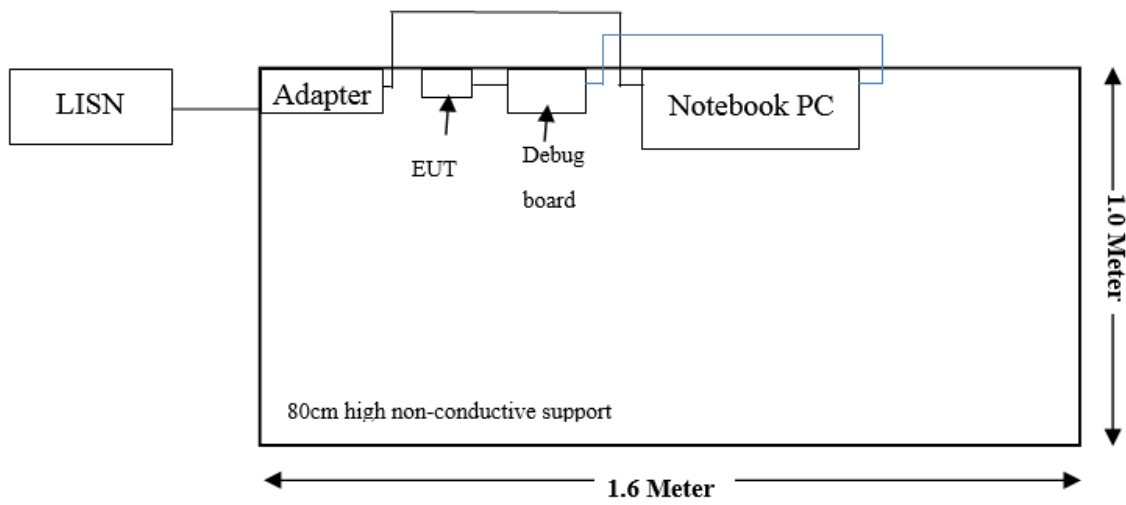 LISN
Adapter
Notebook PC
EUT
Debug
board
1.0 Meter
80cm high non-conductive support
1.6 Meter